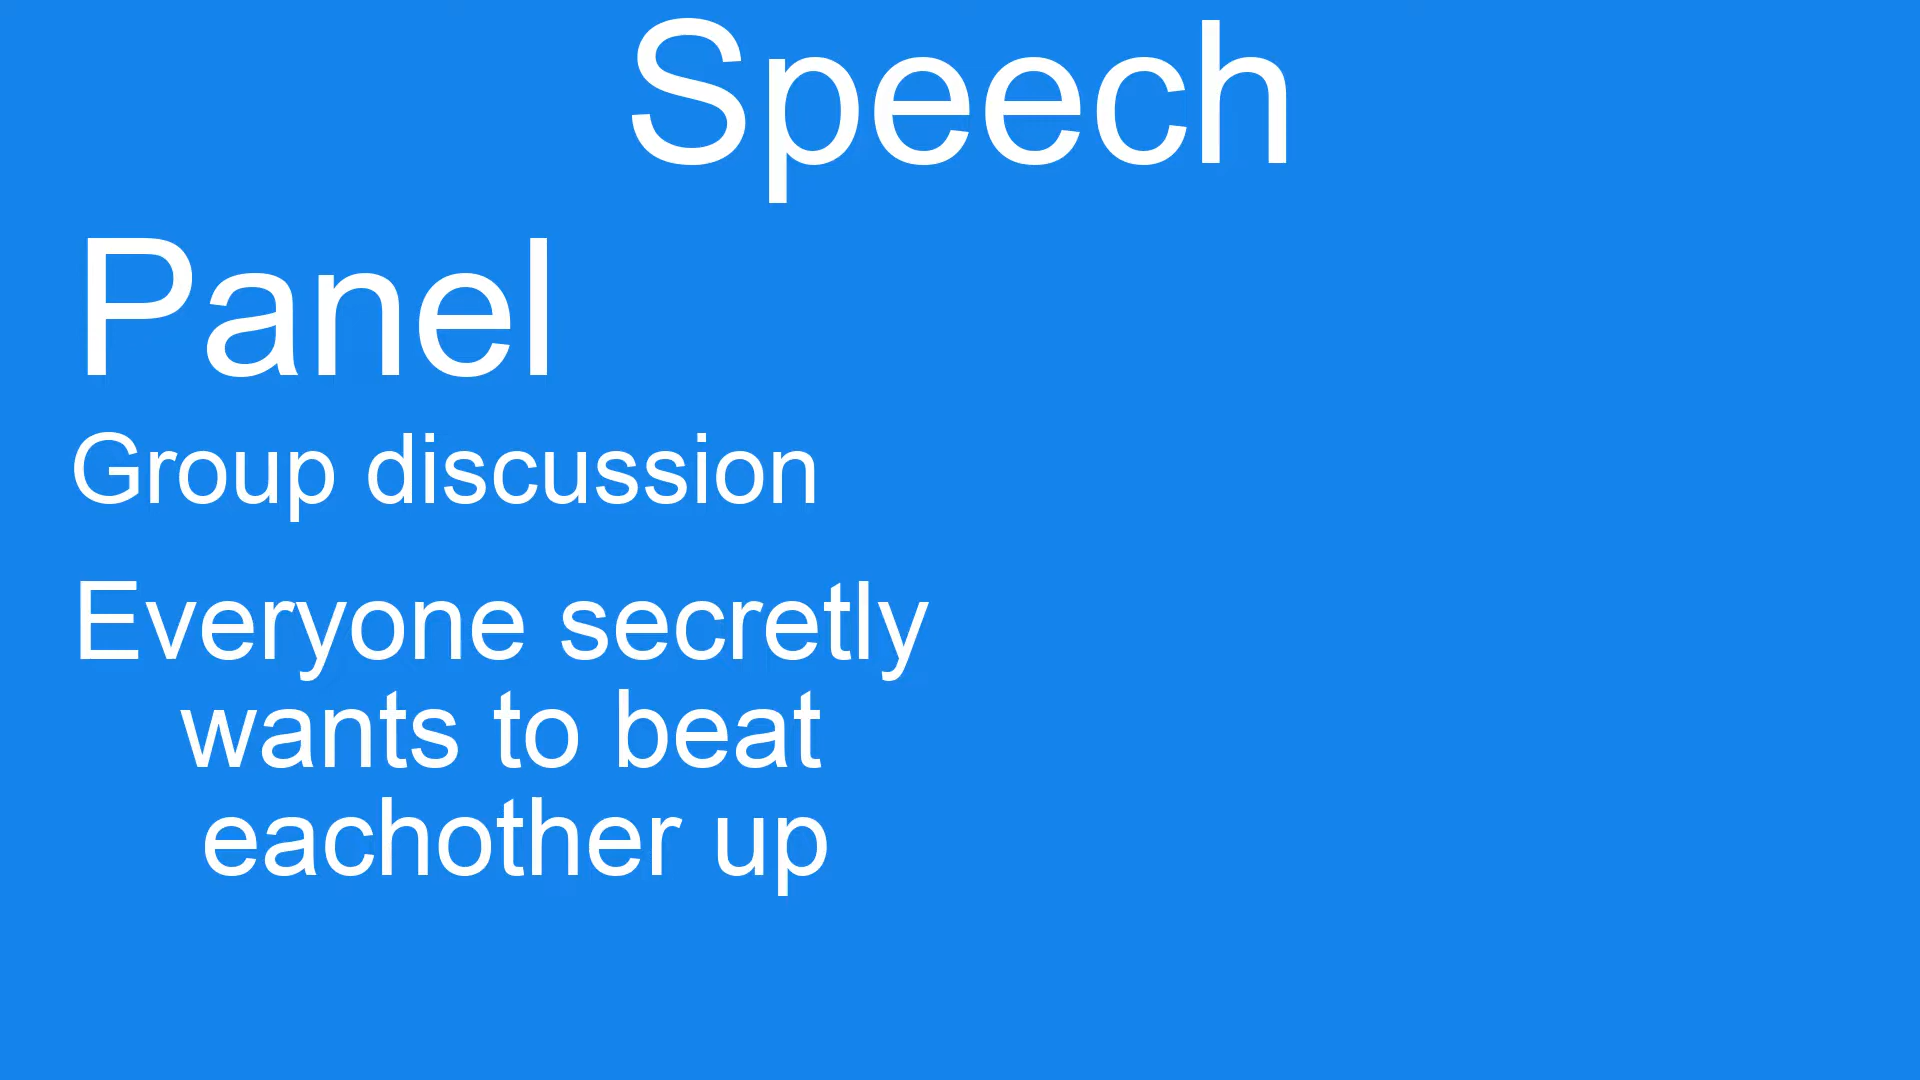 Speech
Panel
Group discussion
Everyone secretly
wants to beat
eachother up